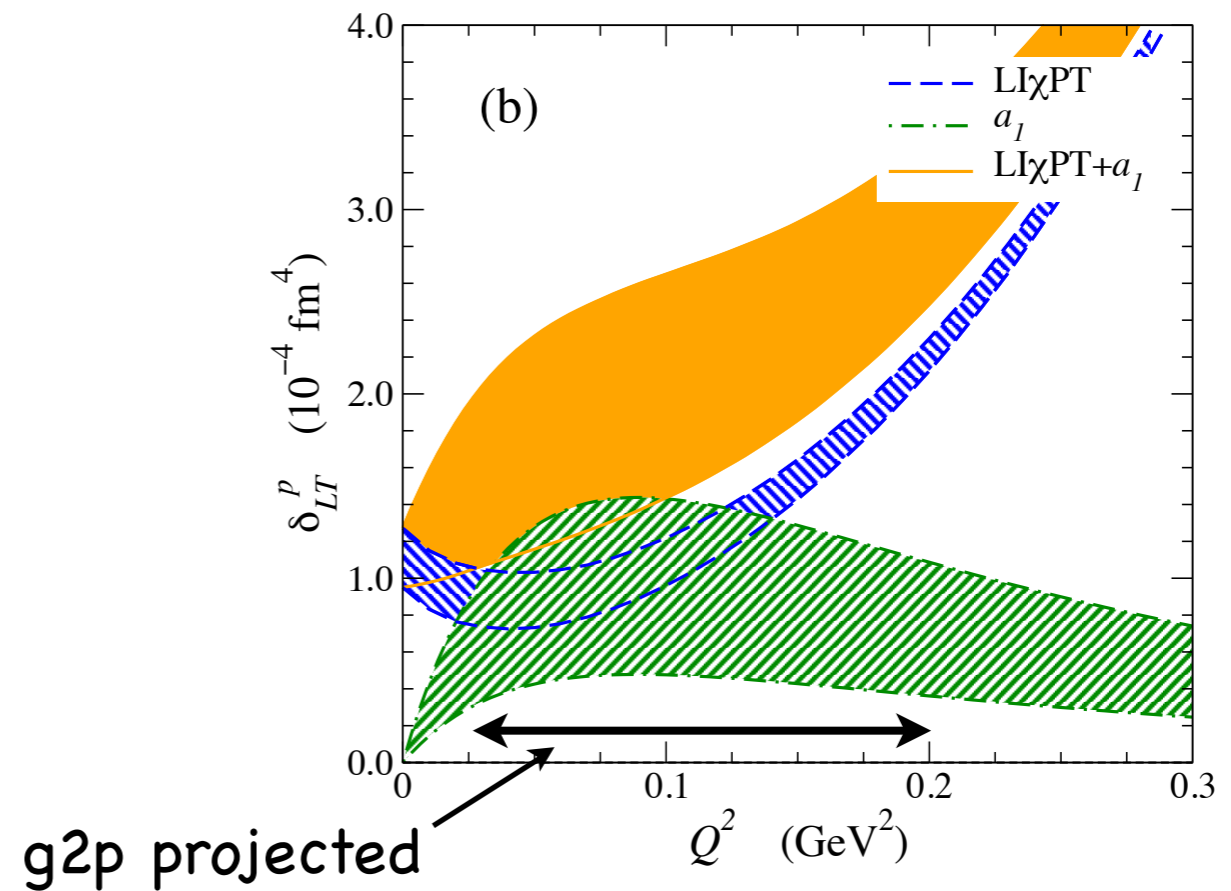 4.0
(b)
LIχPT
a₁
LIχPT+a₁
3.0
δᵖ_LT (10⁻⁴ fm⁴)
2.0
1.0
0.0
0 0.1 0.2 0.3
Q² (GeV²)
g2p projected